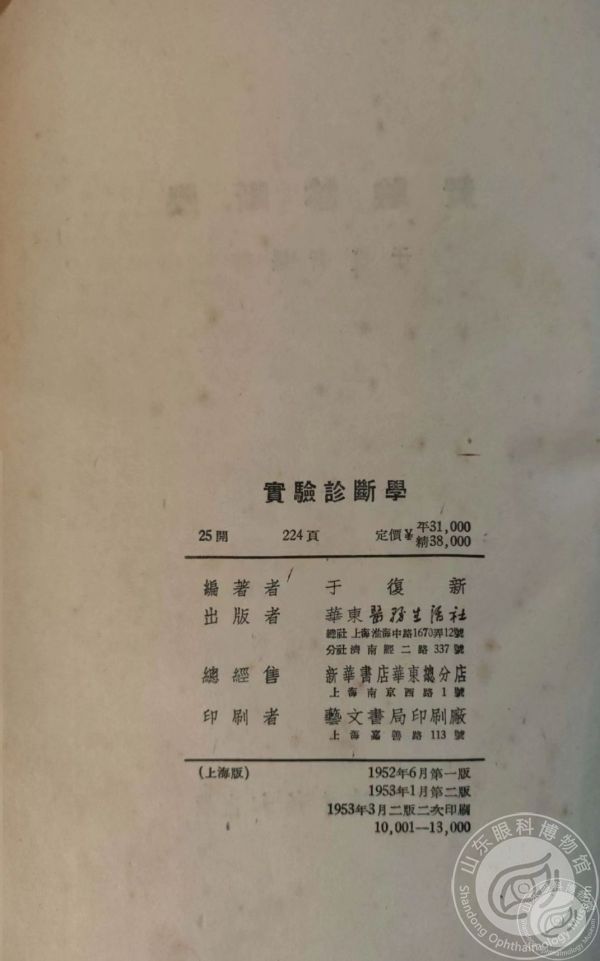 實驗診斷學
25開 224頁 定價¥平31,000
精38,000
編著者 于復新
出版者 華東醫務生活社
總社上海淮海中路1670弄12號
分社濟南經二路337號
總經售 新華書店華東總分店
上海南京西路1號
印刷者 藝文書局印刷廠
上海嘉善路113號
(上海版) 1952年6月第一版
1953年1月第二版
1953年3月二版二次印刷
10,001—13,000
山东眼科博物馆
Shandong Ophthalmology Museum